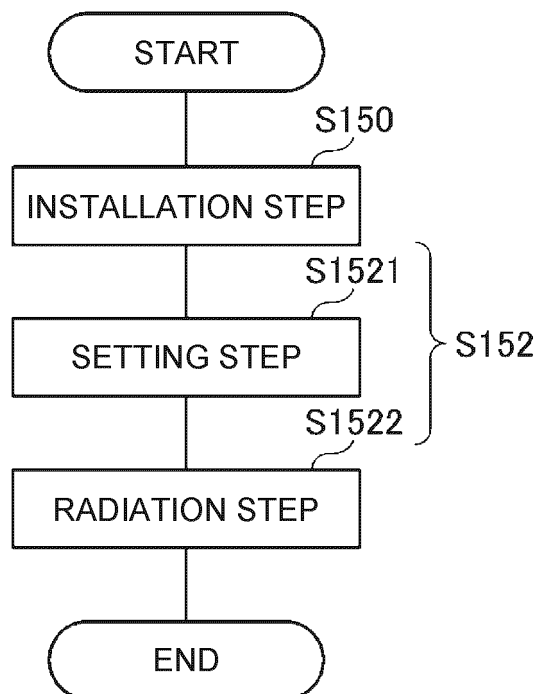 START
S150
INSTALLATION STEP
S1521
SETTING STEP
S152
S1522
RADIATION STEP
END